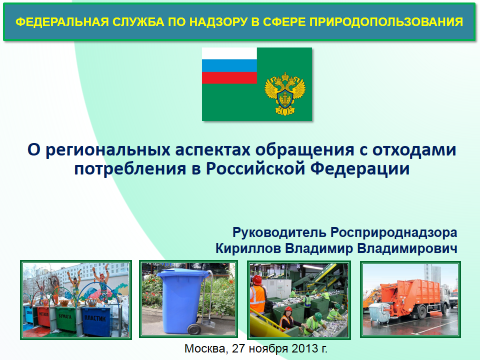 ФЕДЕРАЛЬНАЯ СЛУЖБА ПО НАДЗОРУ В СФЕРЕ ПРИРОДОПОЛЬЗОВАНИЯ
О региональных аспектах обращения с отходами
потребления в Российской Федерации
Руководитель Росприроднадзора
Кириллов Владимир Владимирович
Москва, 27 ноября 2013 г.